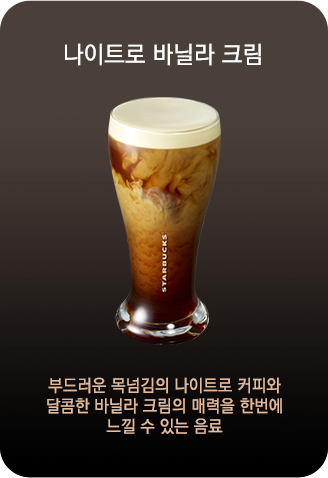 나이트로 바닐라 크림
STARBUCKS
부드러운 목넘김의 나이트로 커피와
달콤한 바닐라 크림의 매력을 한번에
느낄 수 있는 음료